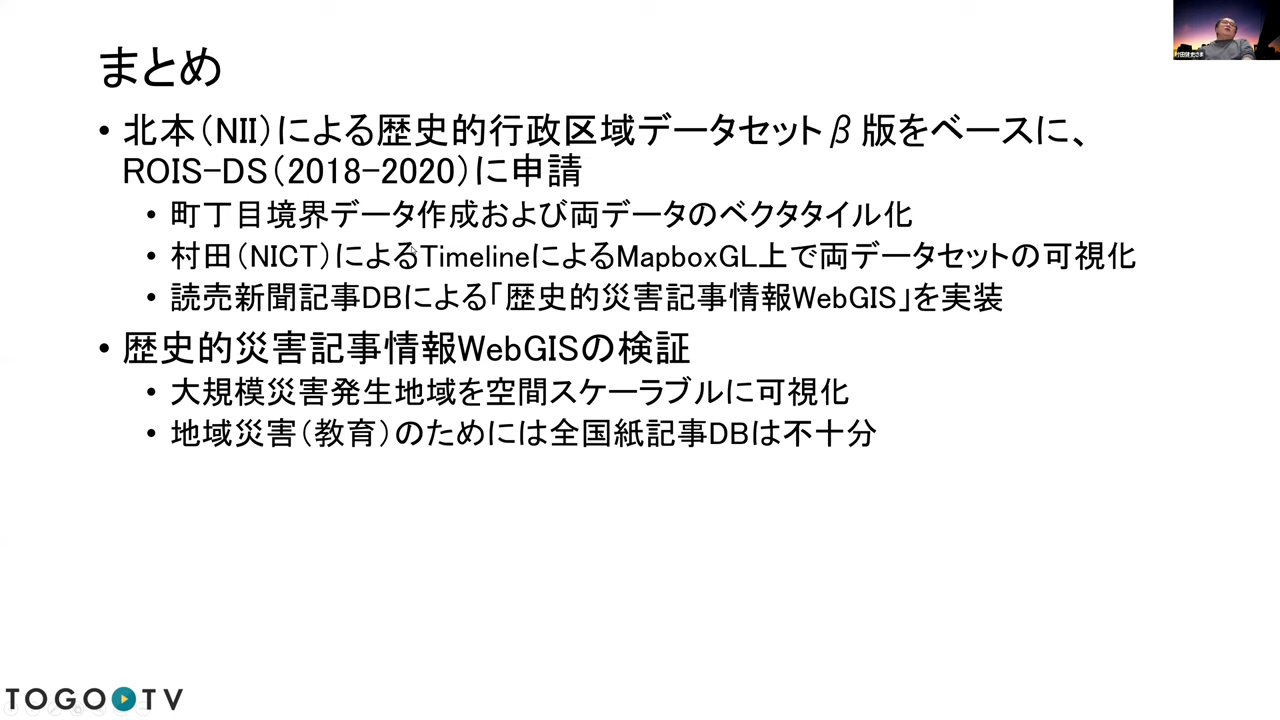 まとめ
• 北本（NII）による歴史的行政区域データセットβ版をベースに、
ROIS-DS（2018-2020）に申請
• 町丁目境界データ作成および両データのベクタタイル化
• 村田（NICT）によるTimelineによるMapboxGL上で両データセットの可視化
• 読売新聞記事DBによる「歴史的災害記事情報WebGIS」を実装
• 歴史的災害記事情報WebGISの検証
• 大規模災害発生地域を空間スケーラブルに可視化
• 地域災害（教育）のためには全国紙記事DBは不十分
村田健史さま
TOGO TV